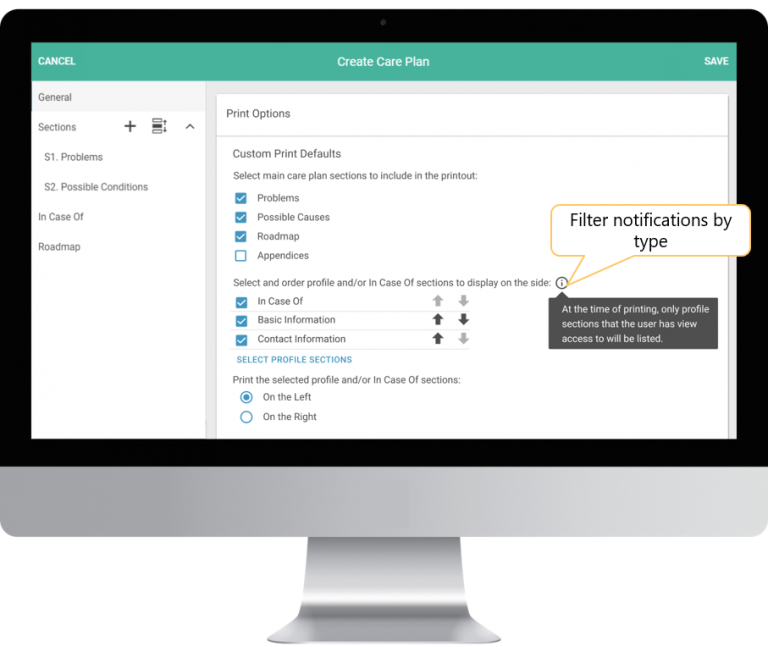 CANCEL
Create Care Plan
SAVE
General
Sections
S1. Problems
S2. Possible Conditions
In Case Of
Roadmap
Print Options
Custom Print Defaults
Select main care plan sections to include in the printout:
Problems
Possible Causes
Roadmap
Appendices
Filter notifications by
type
Select and order profile and/or In Case Of sections to display on the side:
In Case Of
Basic Information
Contact Information
At the time of printing, only profile
sections that the user has view
access to will be listed.
SELECT PROFILE SECTIONS
Print the selected profile and/or In Case Of sections:
On the Left
On the Right